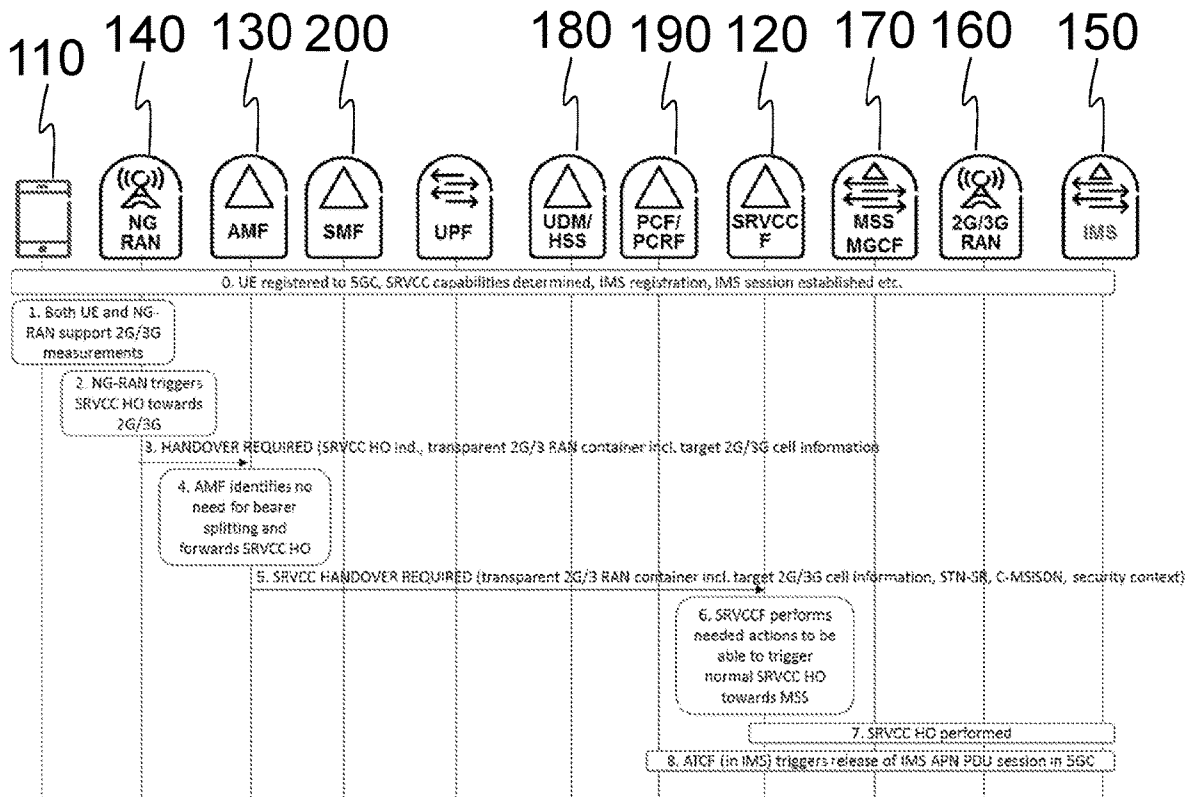 110 140 130 200 180 190 120 170 160 150
NG
RAN
AMF
SMF
UPF
UDM/
HSS
PCF/
PCRF
SRVCC
F
MSS
MGCF
2G/3G
RAN
IMS
0. UE registered to 5GC, SRVCC capabilities determined, IMS registration, IMS session established etc.
1. Both UE and NG-
RAN support 2G/3G
measurements
2. NG-RAN triggers
SRVCC HO towards
2G/3G
3. HANDOVER REQUIRED (SRVCC HO ind., transparent 2G/3 RAN container incl. target 2G/3G cell information
4. AMF identifies no
need for bearer
splitting and
forwards SRVCC HO
5. SRVCC HANDOVER REQUIRED (transparent 2G/3 RAN container incl. target 2G/3G cell information, STN-SR, C-MSISDN, security context)
6. SRVCCF performs
needed actions to be
able to trigger
normal SRVCC HO
towards MSS
7. SRVCC HO performed
8. ATCF (in IMS) triggers release of IMS APN PDU session in 5GC